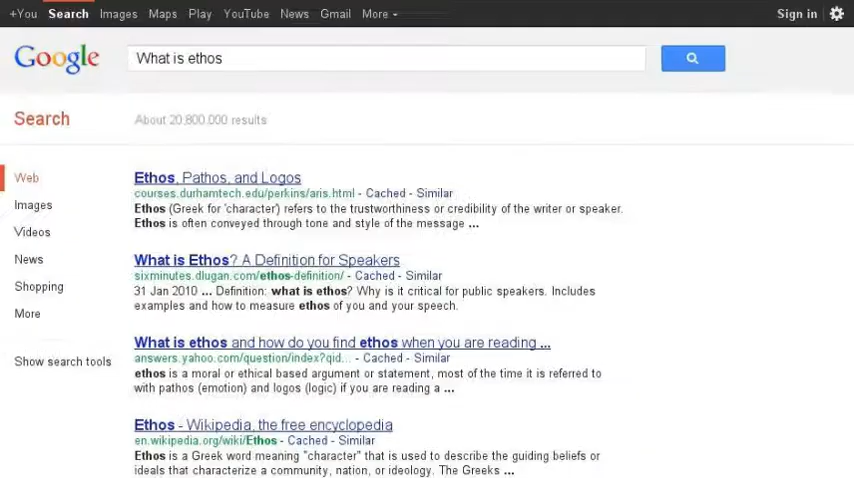 +You Search Images Maps Play YouTube News Gmail More Sign in
Google What is ethos
Search About 20,800,000 results
Web
Images
Videos
News
Shopping
More
Show search tools
Ethos, Pathos, and Logos
courses.durhamtech.edu/perkins/aris.html - Cached - Similar
Ethos (Greek for 'character') refers to the trustworthiness or credibility of the writer or speaker.
Ethos is often conveyed through tone and style of the message ...
What is Ethos? A Definition for Speakers
sixminutes.dlugan.com/ethos-definition/ - Cached - Similar
31 Jan 2010 ... Definition: what is ethos? Why is it critical for public speakers. Includes
examples and how to measure ethos of you and your speech.
What is ethos and how do you find ethos when you are reading ...
answers.yahoo.com/question/index?qid... - Cached - Similar
ethos is a moral or ethical based argument or statement, most of the time it is referred to
with pathos (emotion) and logos (logic) if you are reading a ...
Ethos - Wikipedia, the free encyclopedia
en.wikipedia.org/wiki/Ethos - Cached - Similar
Ethos is a Greek word meaning "character" that is used to describe the guiding beliefs or
ideals that characterize a community, nation, or ideology. The Greeks ...